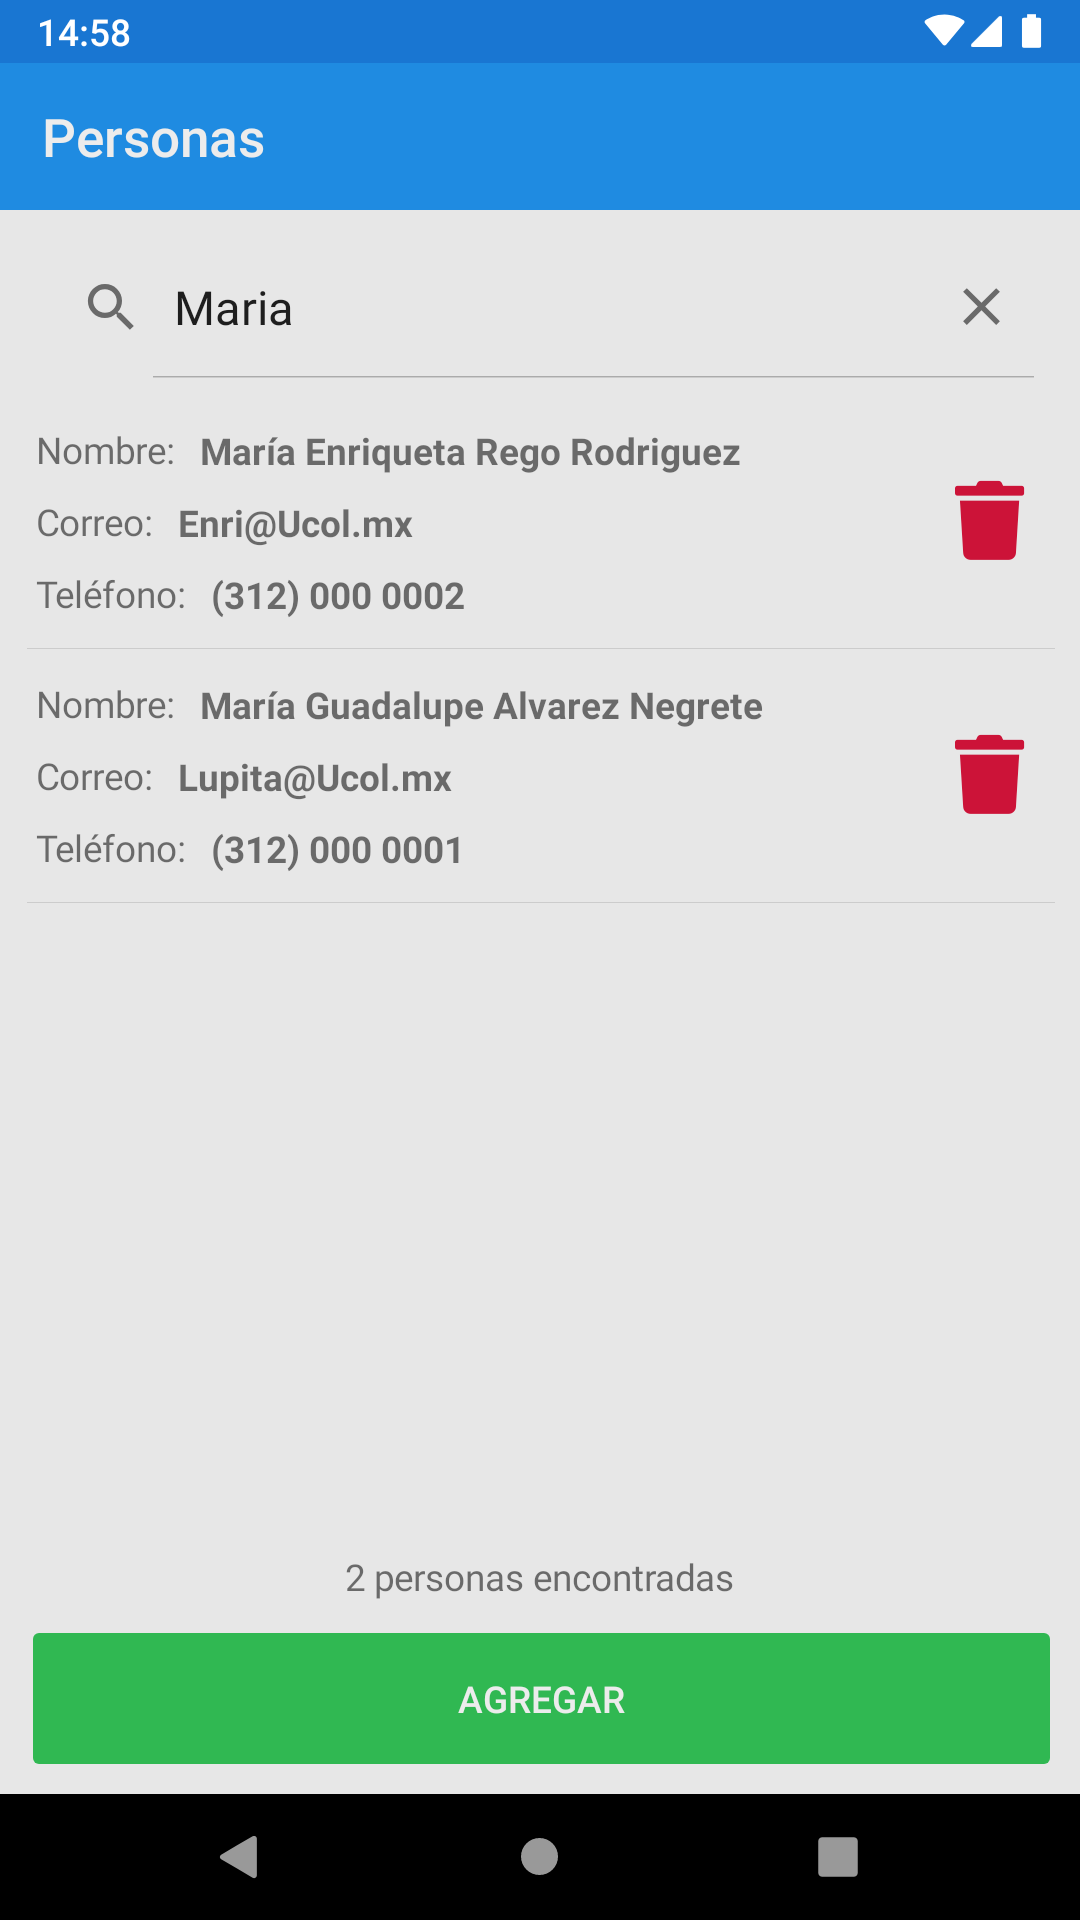 14:58
Personas
Maria
Nombre: María Enriqueta Rego Rodriguez
Correo: Enri@Ucol.mx
Teléfono: (312) 000 0002
Nombre: María Guadalupe Alvarez Negrete
Correo: Lupita@Ucol.mx
Teléfono: (312) 000 0001
2 personas encontradas
AGREGAR